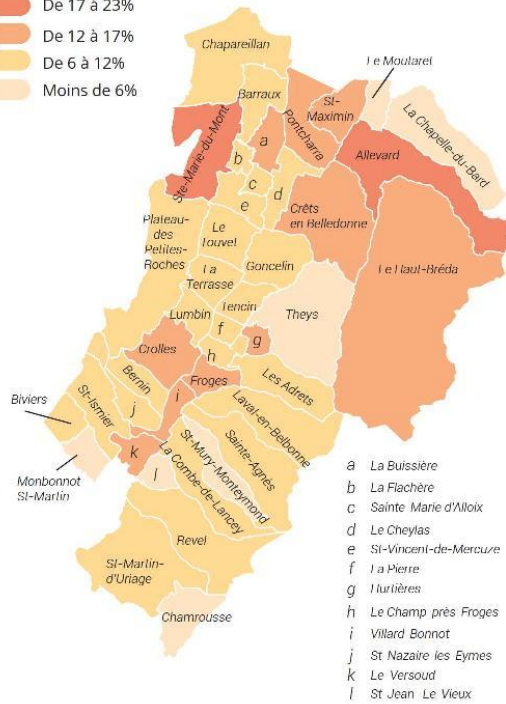 De 17 à 23%
De 12 à 17%
De 6 à 12%
Moins de 6%
Chapareillan
Le Moutaret
Barraux
St-
Maximin
Pontcharra
La Chapelle-du-Bard
Ste-Marie-du-Mont
a
Allevard
b
c
d
e
Crêts
en Belledonne
Plateau-
des
Petites-
Roches
Le
Touvet
Goncelin
Le Haut-Bréda
La
Terrasse
Tencin
Theys
Lumbin
f
g
Crolles
h
Bernin
Froges
Les Adrets
i
Biviers
St-Ismier
j
Laval-en-Belbonne
k
St-Mury-Monteymond
Sainte-Agnès
l
La Combe-de-Lancey
Monbonnot
St-Martin
Revel
St-Martin-
d'Uriage
Chamrousse
a La Buissière
b La Flachère
c Sainte Marie d'Alloix
d Le Cheylas
e St-Vincent-de-Mercuze
f La Pierre
g Hurtières
h Le Champ près Froges
i Villard Bonnot
j St Nazaire les Eymes
k Le Versoud
l St Jean Le Vieux